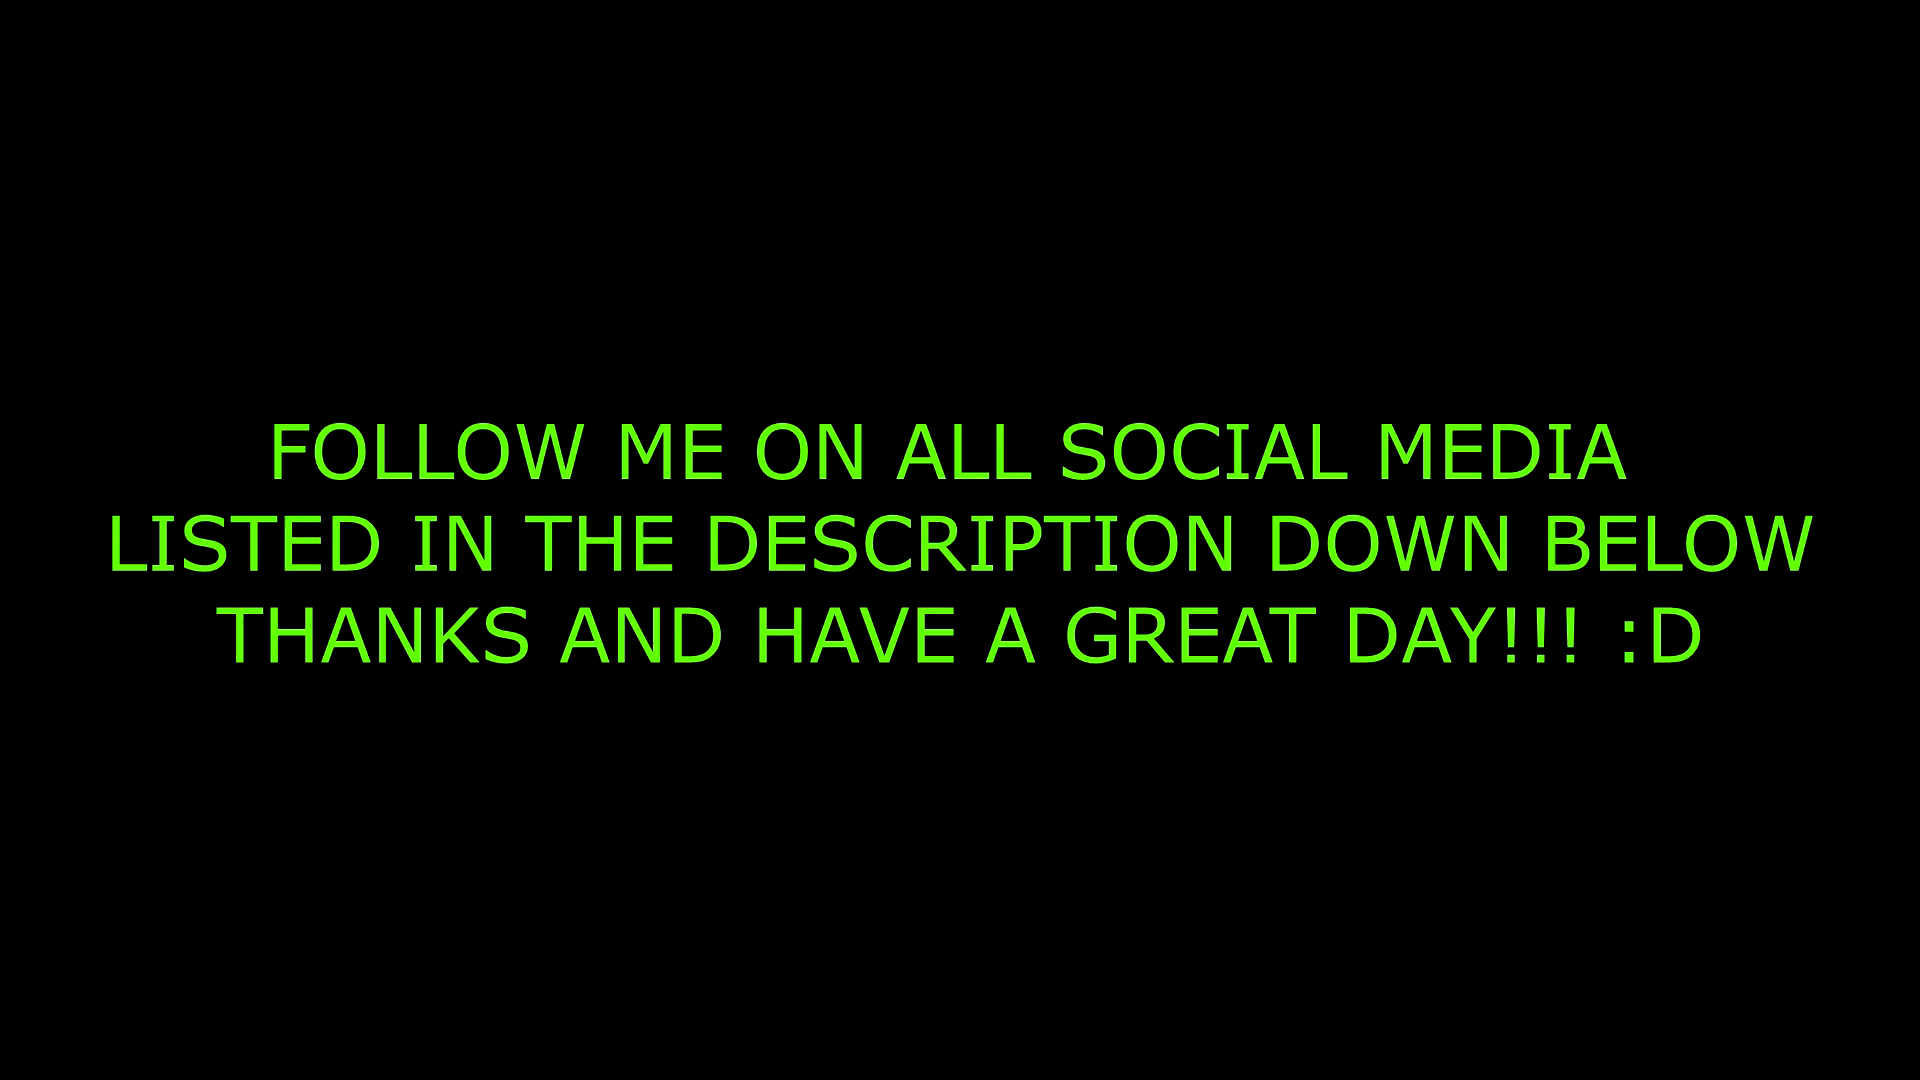 FOLLOW ME ON ALL SOCIAL MEDIA
LISTED IN THE DESCRIPTION DOWN BELOW
THANKS AND HAVE A GREAT DAY!!! :D